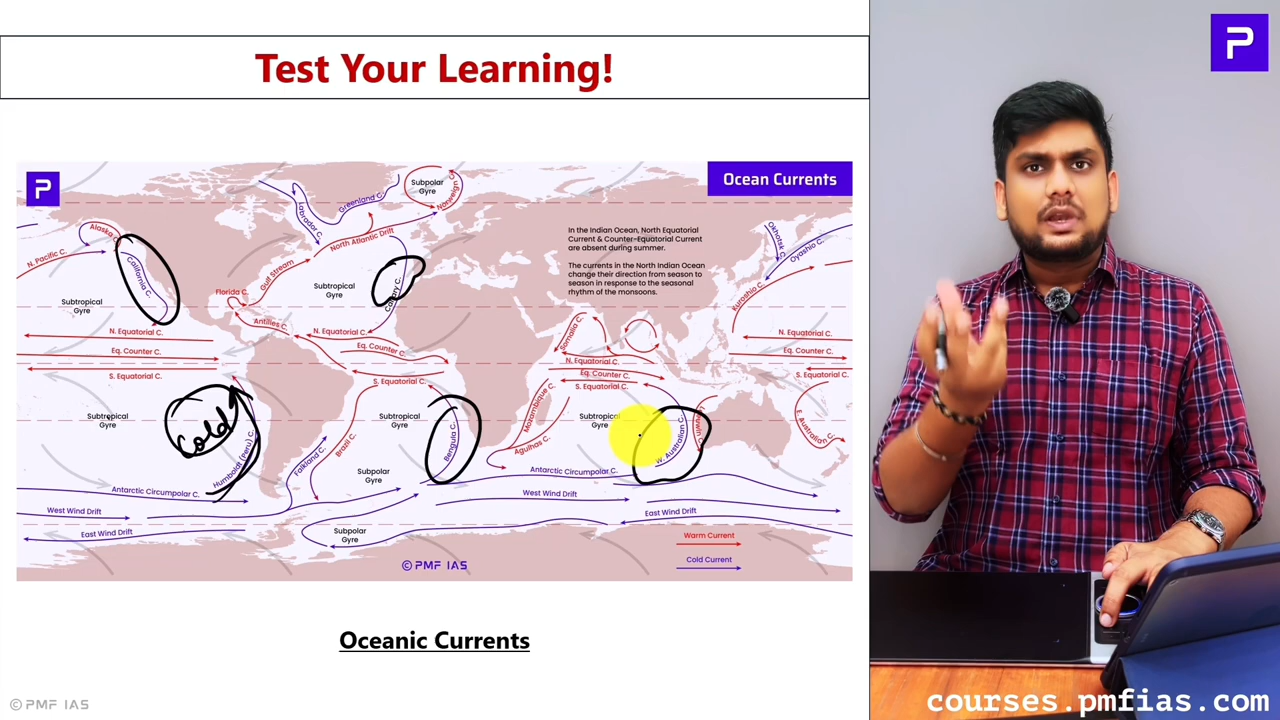 Test Your Learning!
P
P
Ocean Currents
Subpolar
Gyre
Norweign C.
Greenland C.
Labrador C.
North Atlantic Drift
Alaska C.
N. Pacific C.
California C.
Gulf Stream
Florida C.
Subtropical
Gyre
Subtropical
Gyre
Canary C.
In the Indian Ocean, North Equatorial
Current & Counter-Equatorial Current
are absent during summer.
The currents in the North Indian Ocean
change their direction from season to
season in response to the seasonal
rhythm of the monsoons.
Okhotsk C.
Oyashio C.
Kuroshio C.
Antilles C.
N. Equatorial C.
N. Equatorial C.
Somalia C.
N. Equatorial C.
Eq. Counter C.
Eq. Counter C.
N. Equatorial C.
Eq. Counter C.
Eq. Counter C.
S. Equatorial C.
S. Equatorial C.
S. Equatorial C.
S. Equatorial C.
Subtropical
Gyre
Cold
Humboldt (Peru) C.
Subtropical
Gyre
Brazil C.
Falkland C.
Bengula C.
Mozambique C.
Agulhas C.
Subtropical
Gyre
W. Australian C.
Leeuwin C.
E. Australian C.
Subpolar
Gyre
Antarctic Circumpolar C.
Antarctic Circumpolar C.
West Wind Drift
West Wind Drift
East Wind Drift
East Wind Drift
Subpolar
Gyre
Warm Current
Cold Current
© PMF IAS
Oceanic Currents
© PMF IAS
courses.pmfias.com